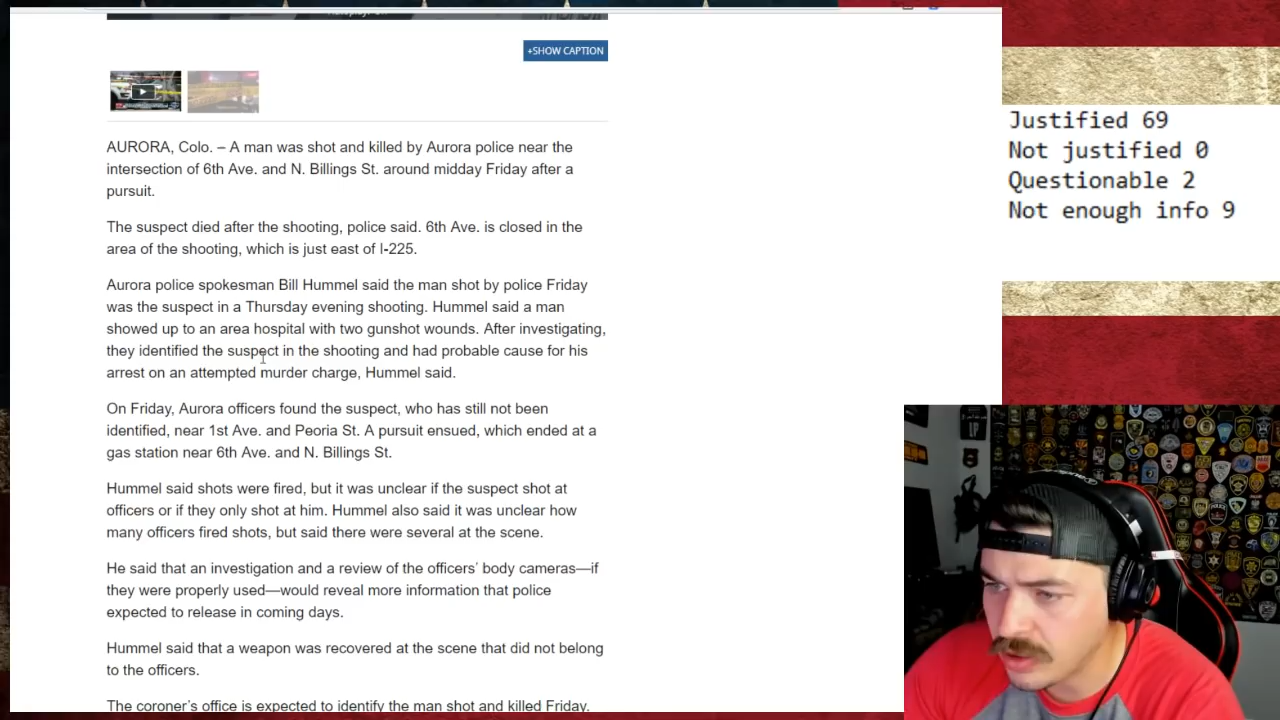 +SHOW CAPTION
AURORA, Colo. – A man was shot and killed by Aurora police near the
intersection of 6th Ave. and N. Billings St. around midday Friday after a
pursuit.
The suspect died after the shooting, police said. 6th Ave. is closed in the
area of the shooting, which is just east of I-225.
Aurora police spokesman Bill Hummel said the man shot by police Friday
was the suspect in a Thursday evening shooting. Hummel said a man
showed up to an area hospital with two gunshot wounds. After investigating,
they identified the suspect in the shooting and had probable cause for his
arrest on an attempted murder charge, Hummel said.
On Friday, Aurora officers found the suspect, who has still not been
identified, near 1st Ave. and Peoria St. A pursuit ensued, which ended at a
gas station near 6th Ave. and N. Billings St.
Hummel said shots were fired, but it was unclear if the suspect shot at
officers or if they only shot at him. Hummel also said it was unclear how
many officers fired shots, but said there were several at the scene.
He said that an investigation and a review of the officers' body cameras—if
they were properly used—would reveal more information that police
expected to release in coming days.
Hummel said that a weapon was recovered at the scene that did not belong
to the officers.
The coroner's office is expected to identify the man shot and killed Friday.
Justified 69
Not justified 0
Questionable 2
Not enough info 9